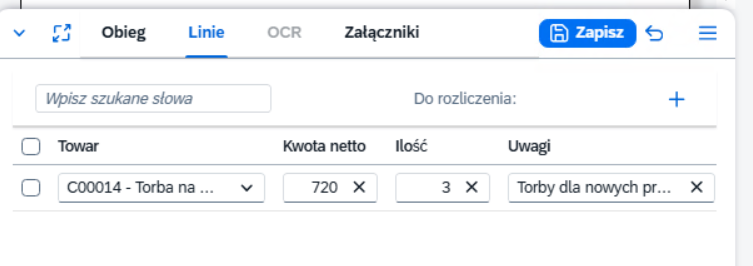 Obieg Linie OCR Załączniki Zapisz
Wpisz szukane słowa Do rozliczenia:
Towar Kwota netto Ilość Uwagi
C00014 - Torba na ... 720 3 Torby dla nowych pr...